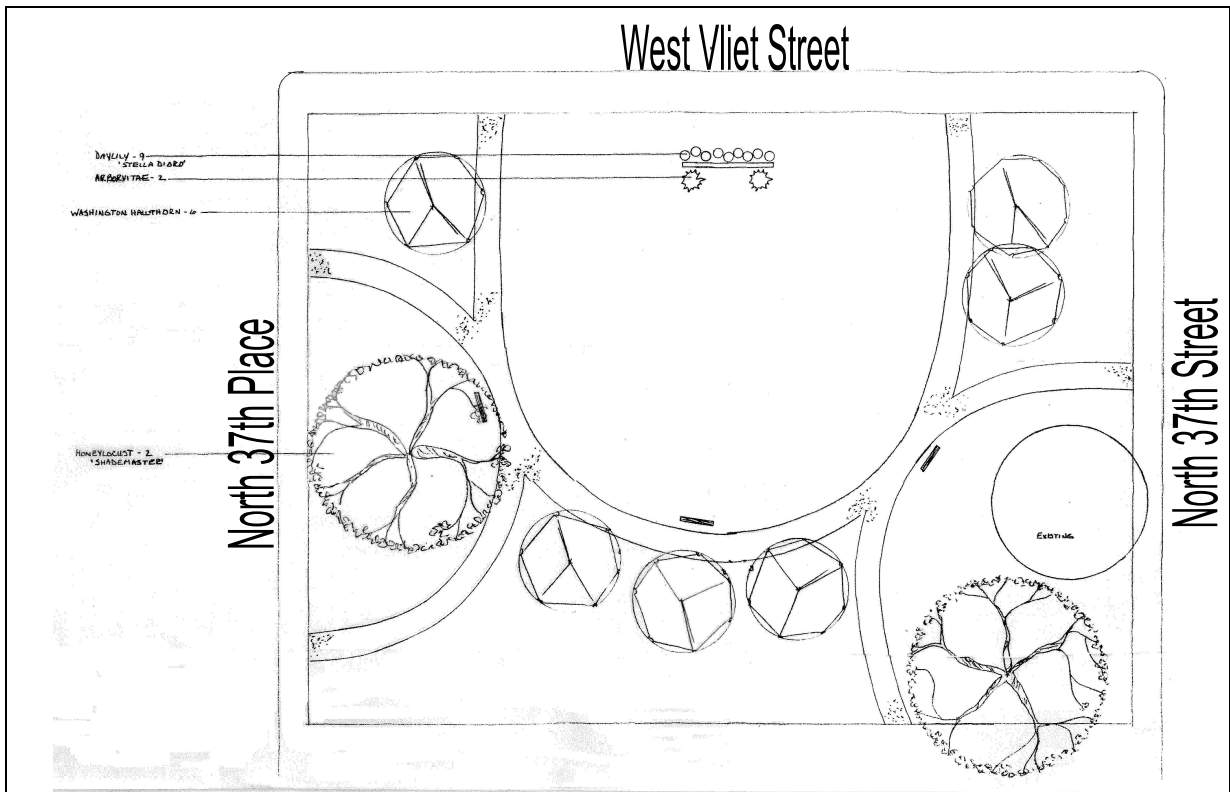 West Vliet Street
DAYLILY - 9
'STELLA D'ORO'
ARBORVITAE - 2
WASHINGTON HAWTHORN - 6
North 37th Place
HONEYLOCUST - 2
'SHADEMASTER'
North 37th Street
EXISTING